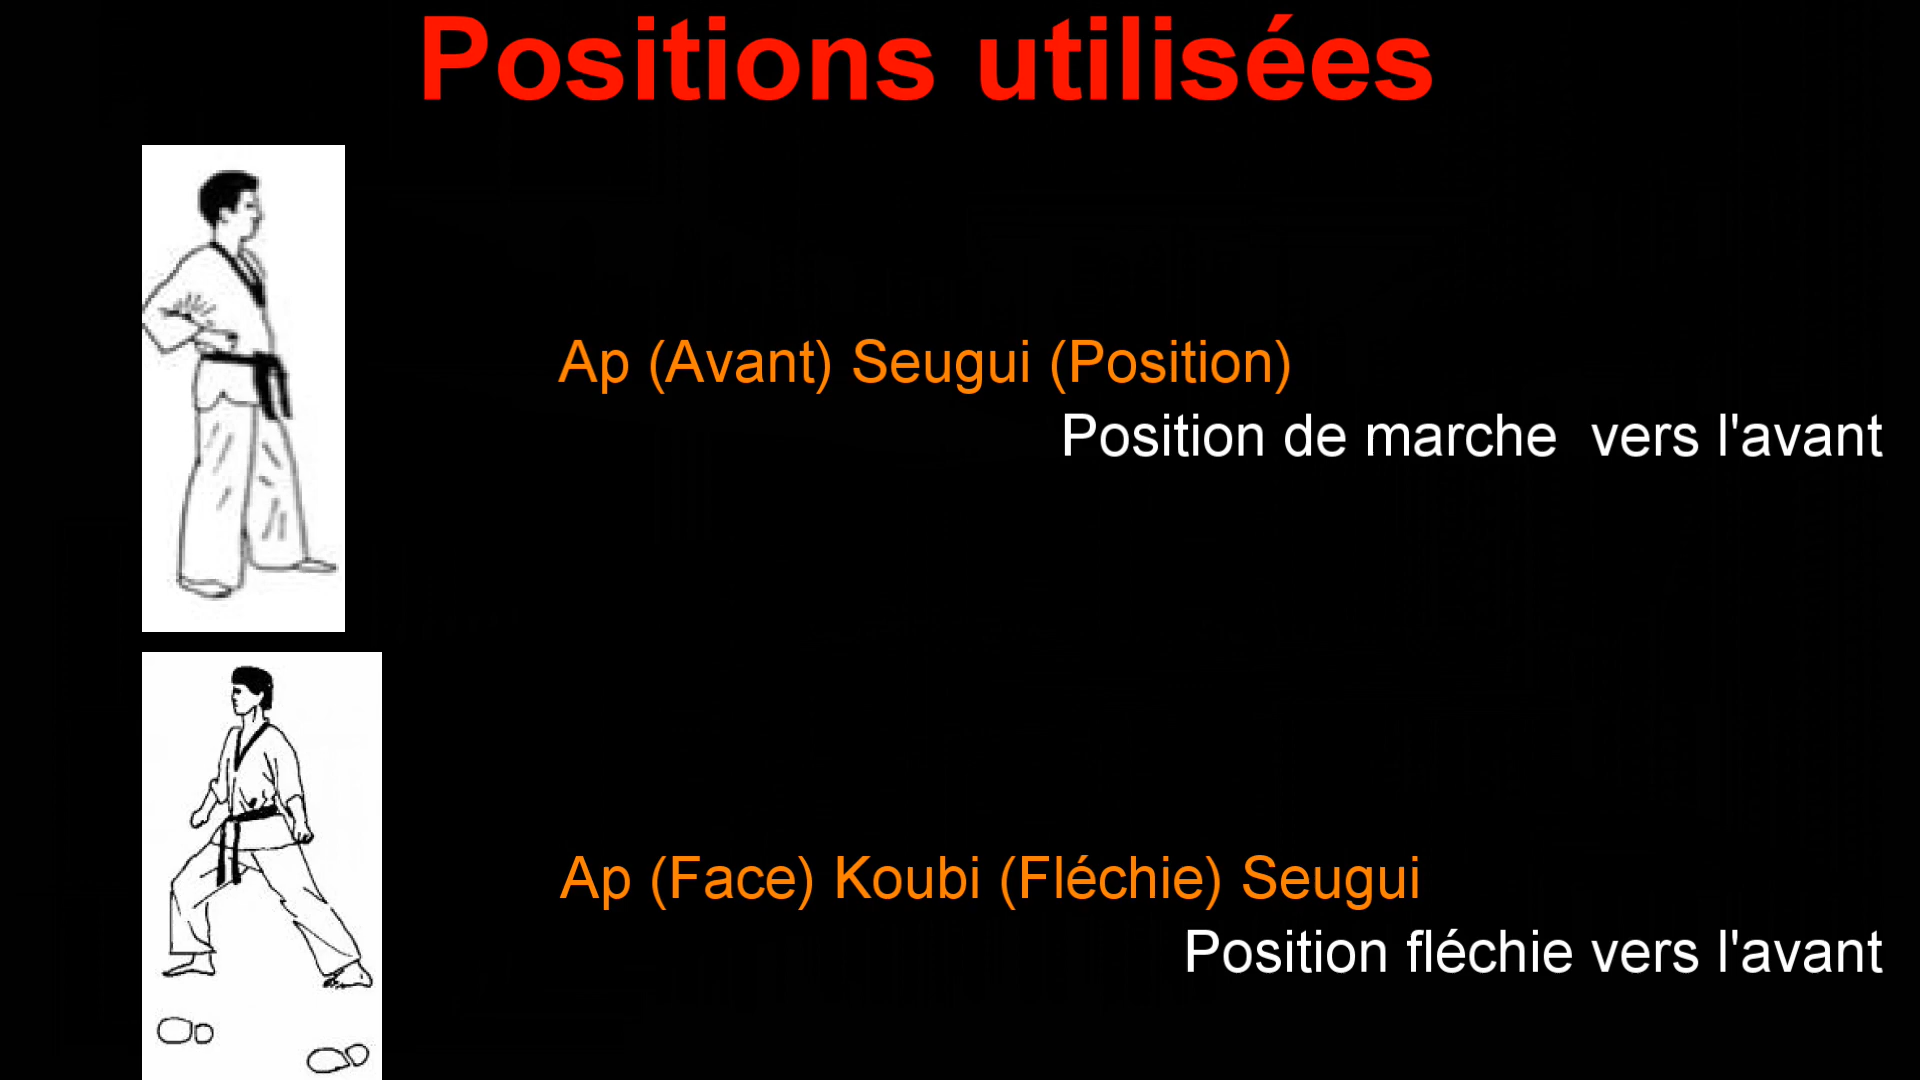 Positions utilisées
Ap (Avant) Seugui (Position)
Position de marche  vers l'avant
Ap (Face) Koubi (Fléchie) Seugui
Position fléchie vers l'avant